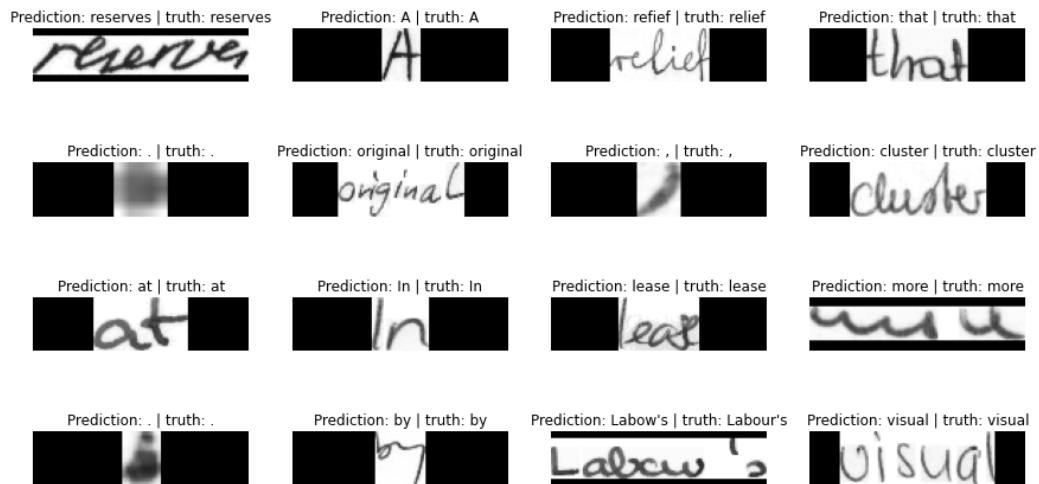 Prediction: reserves | truth: reserves
Prediction: A | truth: A
Prediction: refief | truth: relief
Prediction: that | truth: that
reserves
A
relief
that
Prediction: . | truth: .
Prediction: original | truth: original
Prediction: , | truth: ,
Prediction: cluster | truth: cluster
.
original
,
cluster
Prediction: at | truth: at
Prediction: In | truth: In
Prediction: lease | truth: lease
Prediction: more | truth: more
at
In
lease
Prediction: . | truth: .
Prediction: by | truth: by
Prediction: Labow's | truth: Labour's
Prediction: visual | truth: visual
.
by
Labour's
visual